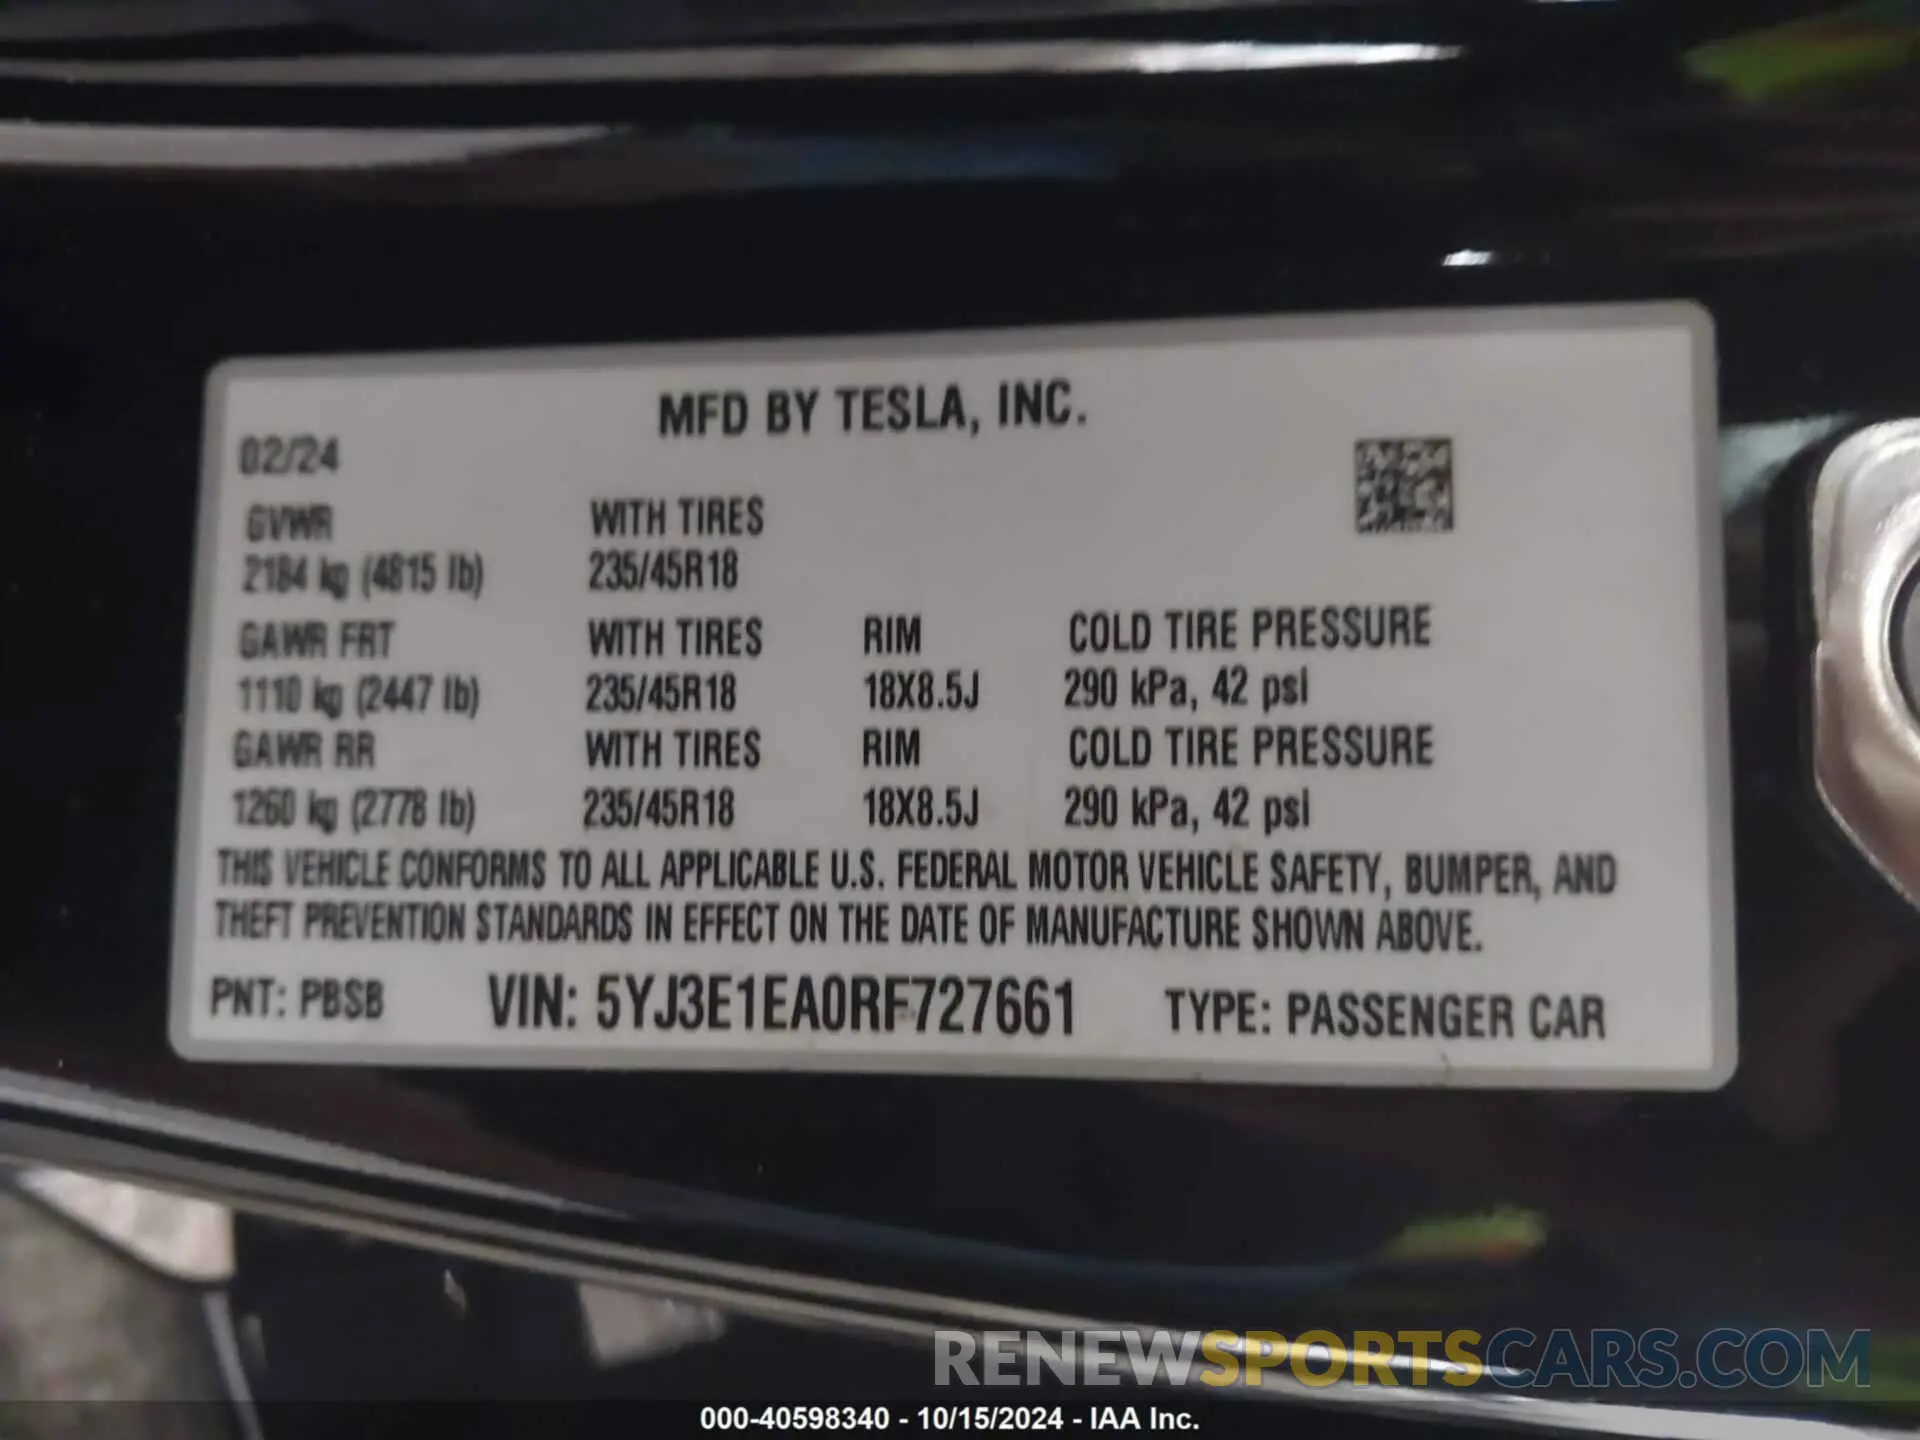 MFD BY TESLA, INC.
02/24
GVWR WITH TIRES
2184 kg (4815 lb) 235/45R18
GAWR FRT WITH TIRES RIM COLD TIRE PRESSURE
1110 kg (2447 lb) 235/45R18 18X8.5J 290 kPa, 42 psi
GAWR RR WITH TIRES RIM COLD TIRE PRESSURE
1260 kg (2778 lb) 235/45R18 18X8.5J 290 kPa, 42 psi
THIS VEHICLE CONFORMS TO ALL APPLICABLE U.S. FEDERAL MOTOR VEHICLE SAFETY, BUMPER, AND
THEFT PREVENTION STANDARDS IN EFFECT ON THE DATE OF MANUFACTURE SHOWN ABOVE.
PNT: PBSB VIN: 5YJ3E1EA0RF727661 TYPE: PASSENGER CAR
RENEWSPORTSCARS.COM
000-40598340 - 10/15/2024 - IAA Inc.